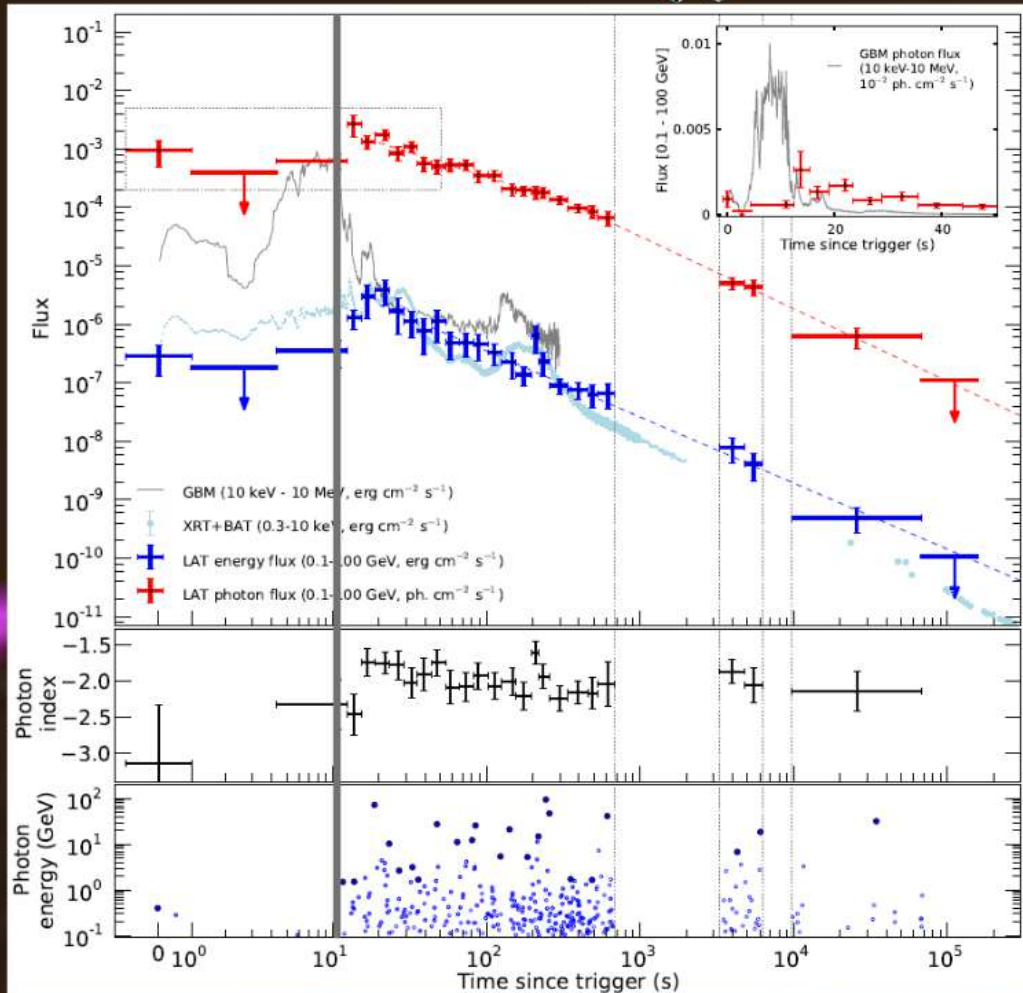 10⁻¹
10⁻²
10⁻³
10⁻⁴
10⁻⁵
10⁻⁶
10⁻⁷
10⁻⁸
10⁻⁹
10⁻¹⁰
10⁻¹¹
Flux
GBM (10 keV - 10 MeV, erg cm⁻² s⁻¹)
XRT+BAT (0.3-10 keV, erg cm⁻² s⁻¹)
LAT energy flux (0.1-100 GeV, erg cm⁻² s⁻¹)
LAT photon flux (0.1-100 GeV, ph. cm⁻² s⁻¹)
0.01
0.005
0
Flux [0.1 - 100 GeV]
GBM photon flux
(10 keV-10 MeV,
10⁻² ph. cm⁻² s⁻¹)
0 20 40
Time since trigger (s)
-1.5
-2.0
-2.5
-3.0
Photon
index
10²
10¹
10⁰
10⁻¹
Photon
energy (GeV)
0 10⁰ 10¹ 10² 10³ 10⁴ 10⁵
Time since trigger (s)